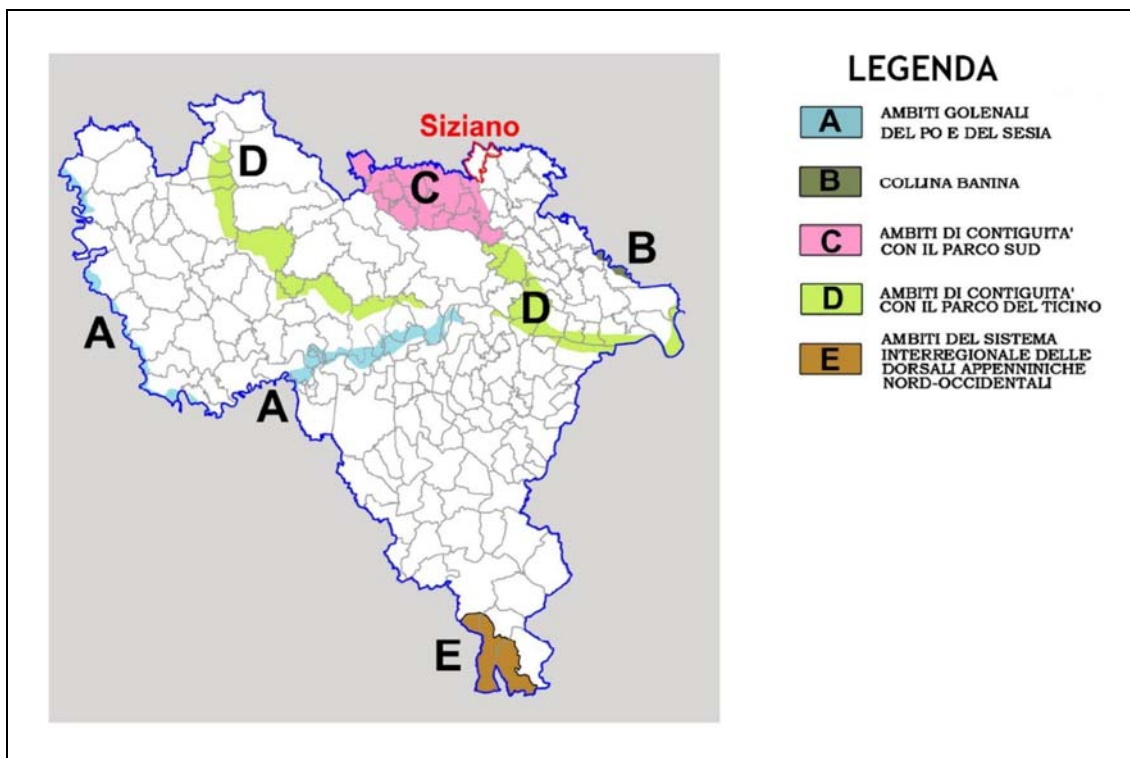 LEGENDA
Siziano
D
C
B
D
A
A
E
A
AMBITI GOLENALI
DEL PO E DEL SESIA
B
COLLINA BANINA
C
AMBITI DI CONTIGUITA'
CON IL PARCO SUD
D
AMBITI DI CONTIGUITA'
CON IL PARCO DEL TICINO
E
AMBITI DEL SISTEMA
INTERREGIONALE DELLE
DORSALI APPENNINICHE
NORD-OCCIDENTALI